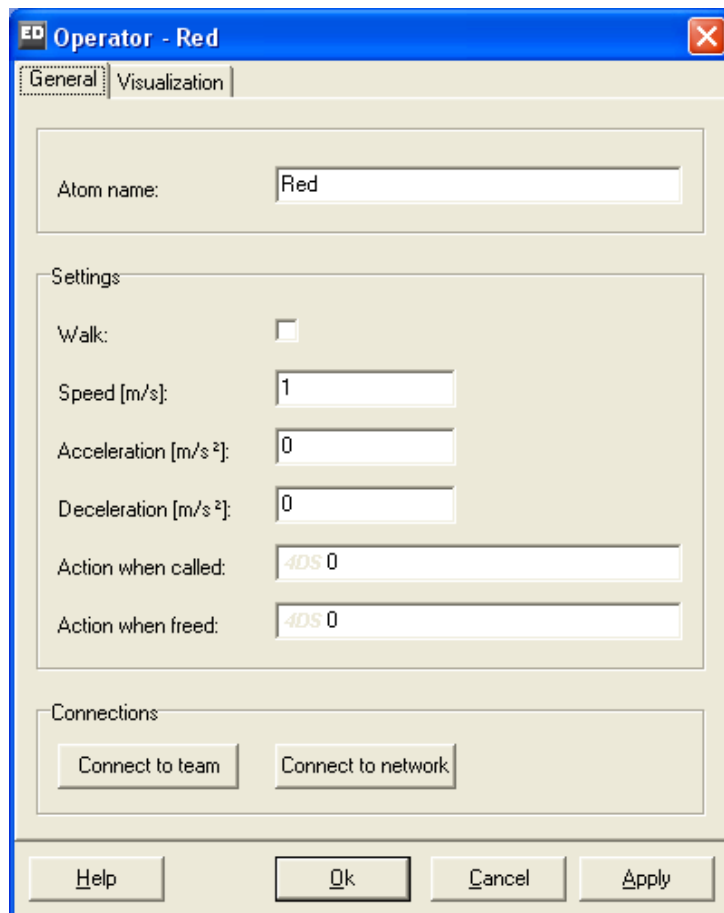 ED Operator - Red
General Visualization
Atom name: Red
Settings
Walk:
Speed [m/s]: 1
Acceleration [m/s²]: 0
Deceleration [m/s²]: 0
Action when called: 4DS 0
Action when freed: 4DS 0
Connections
Connect to team Connect to network
Help Ok Cancel Apply